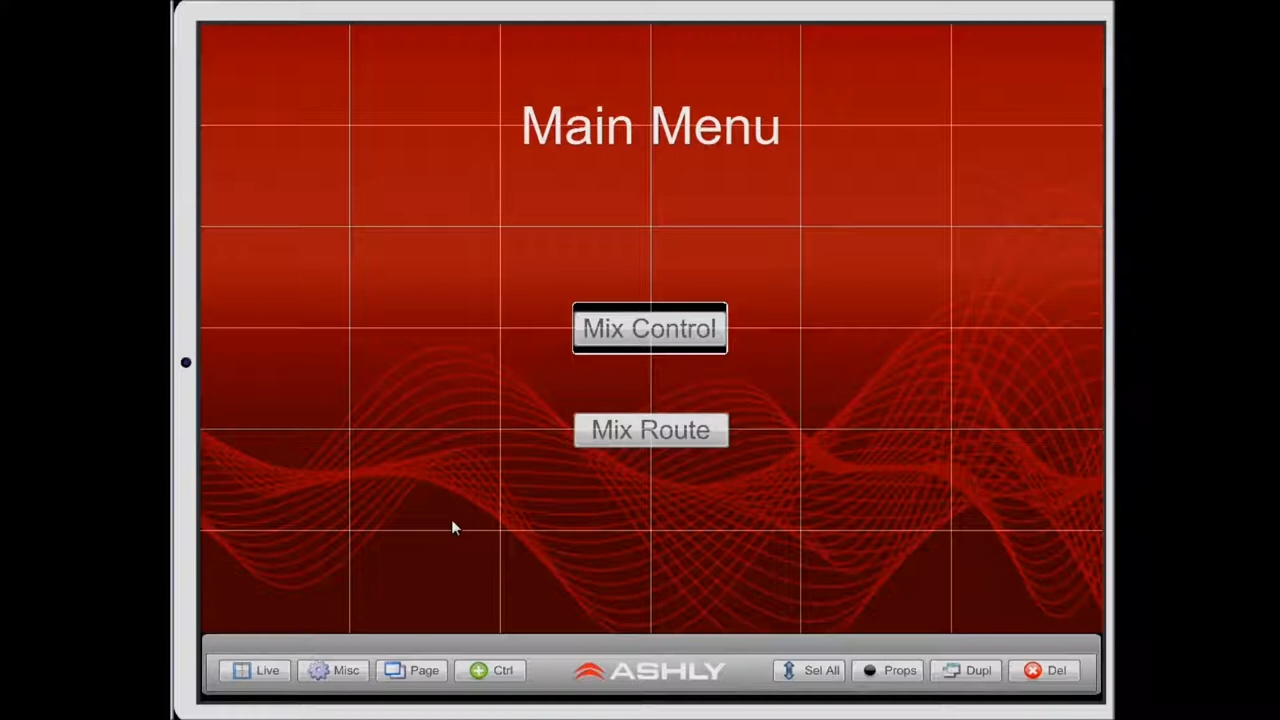 Main Menu
Mix Control
Mix Route
Live Misc Page Ctrl ASHLY Sel All Props Dupl Del